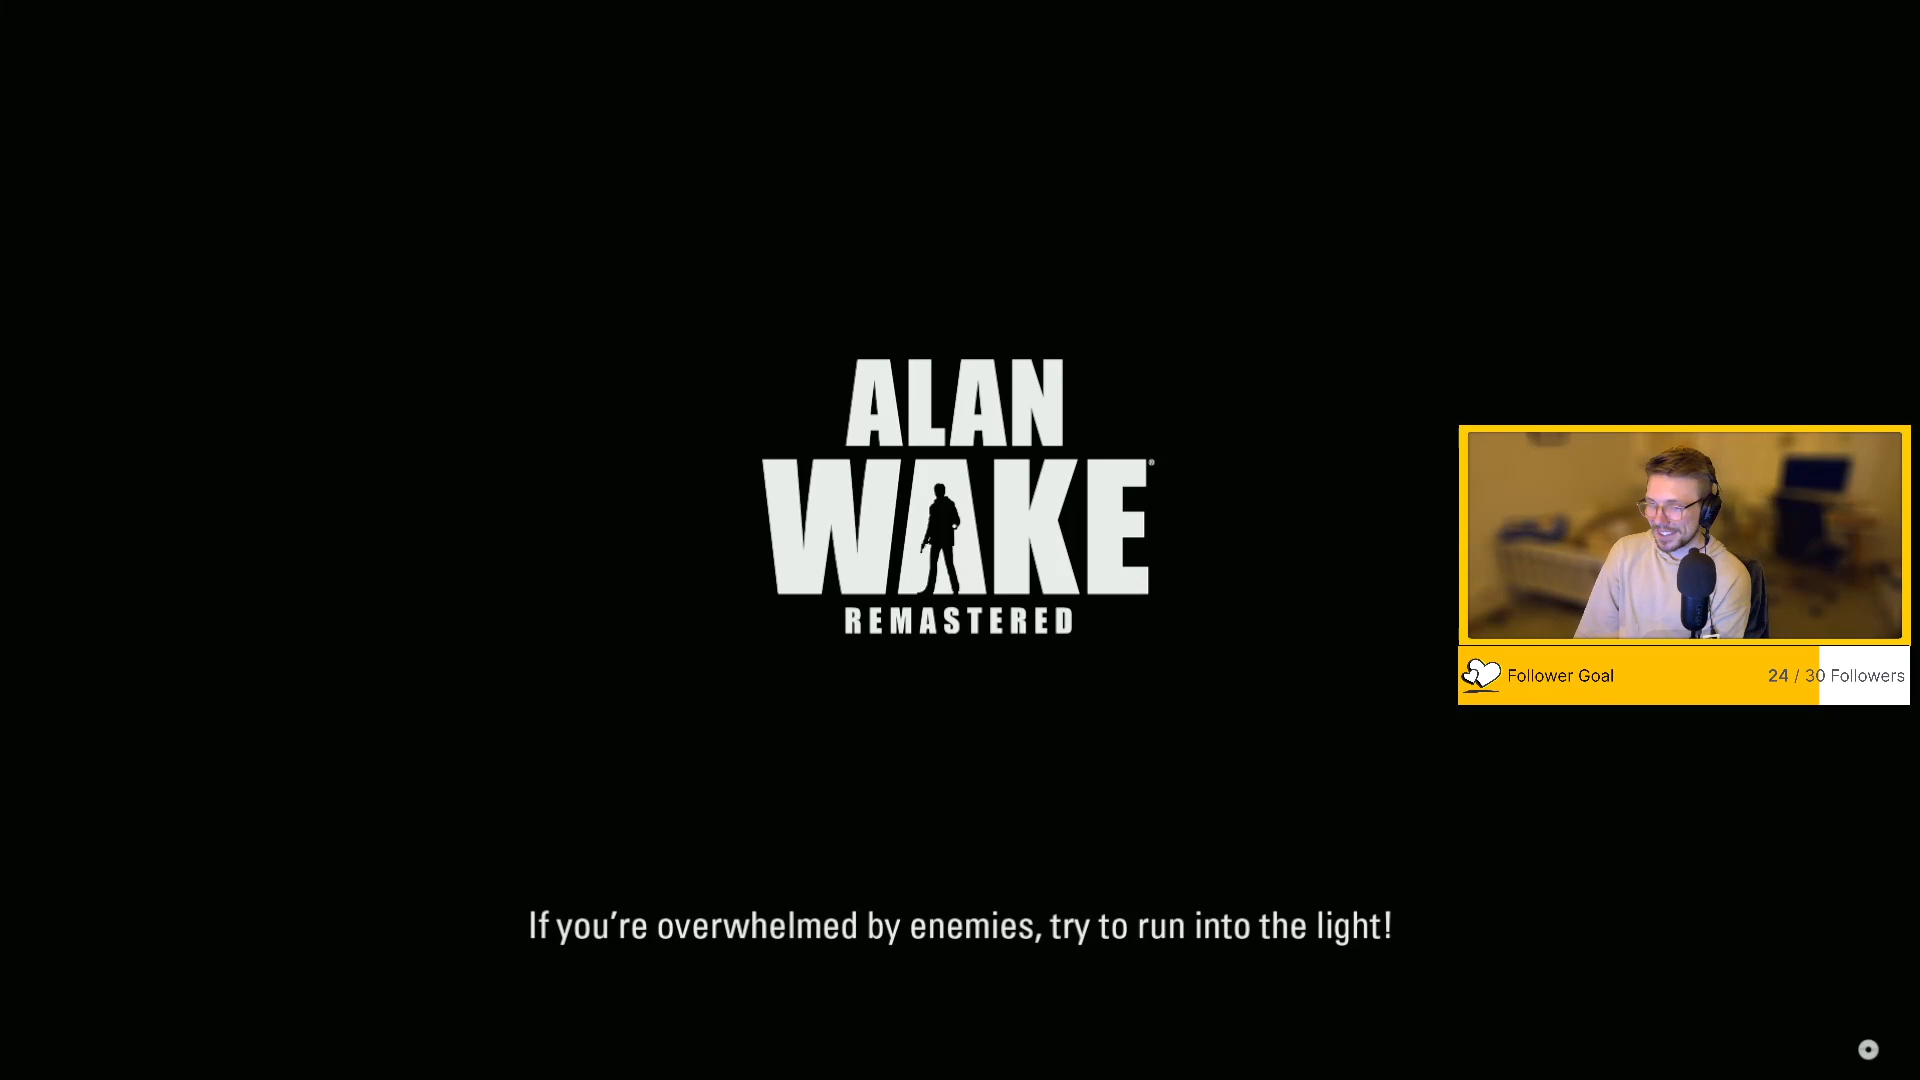 ALAN
WAKE®
REMASTERED
Follower Goal 24 / 30 Followers
If you're overwhelmed by enemies, try to run into the light!